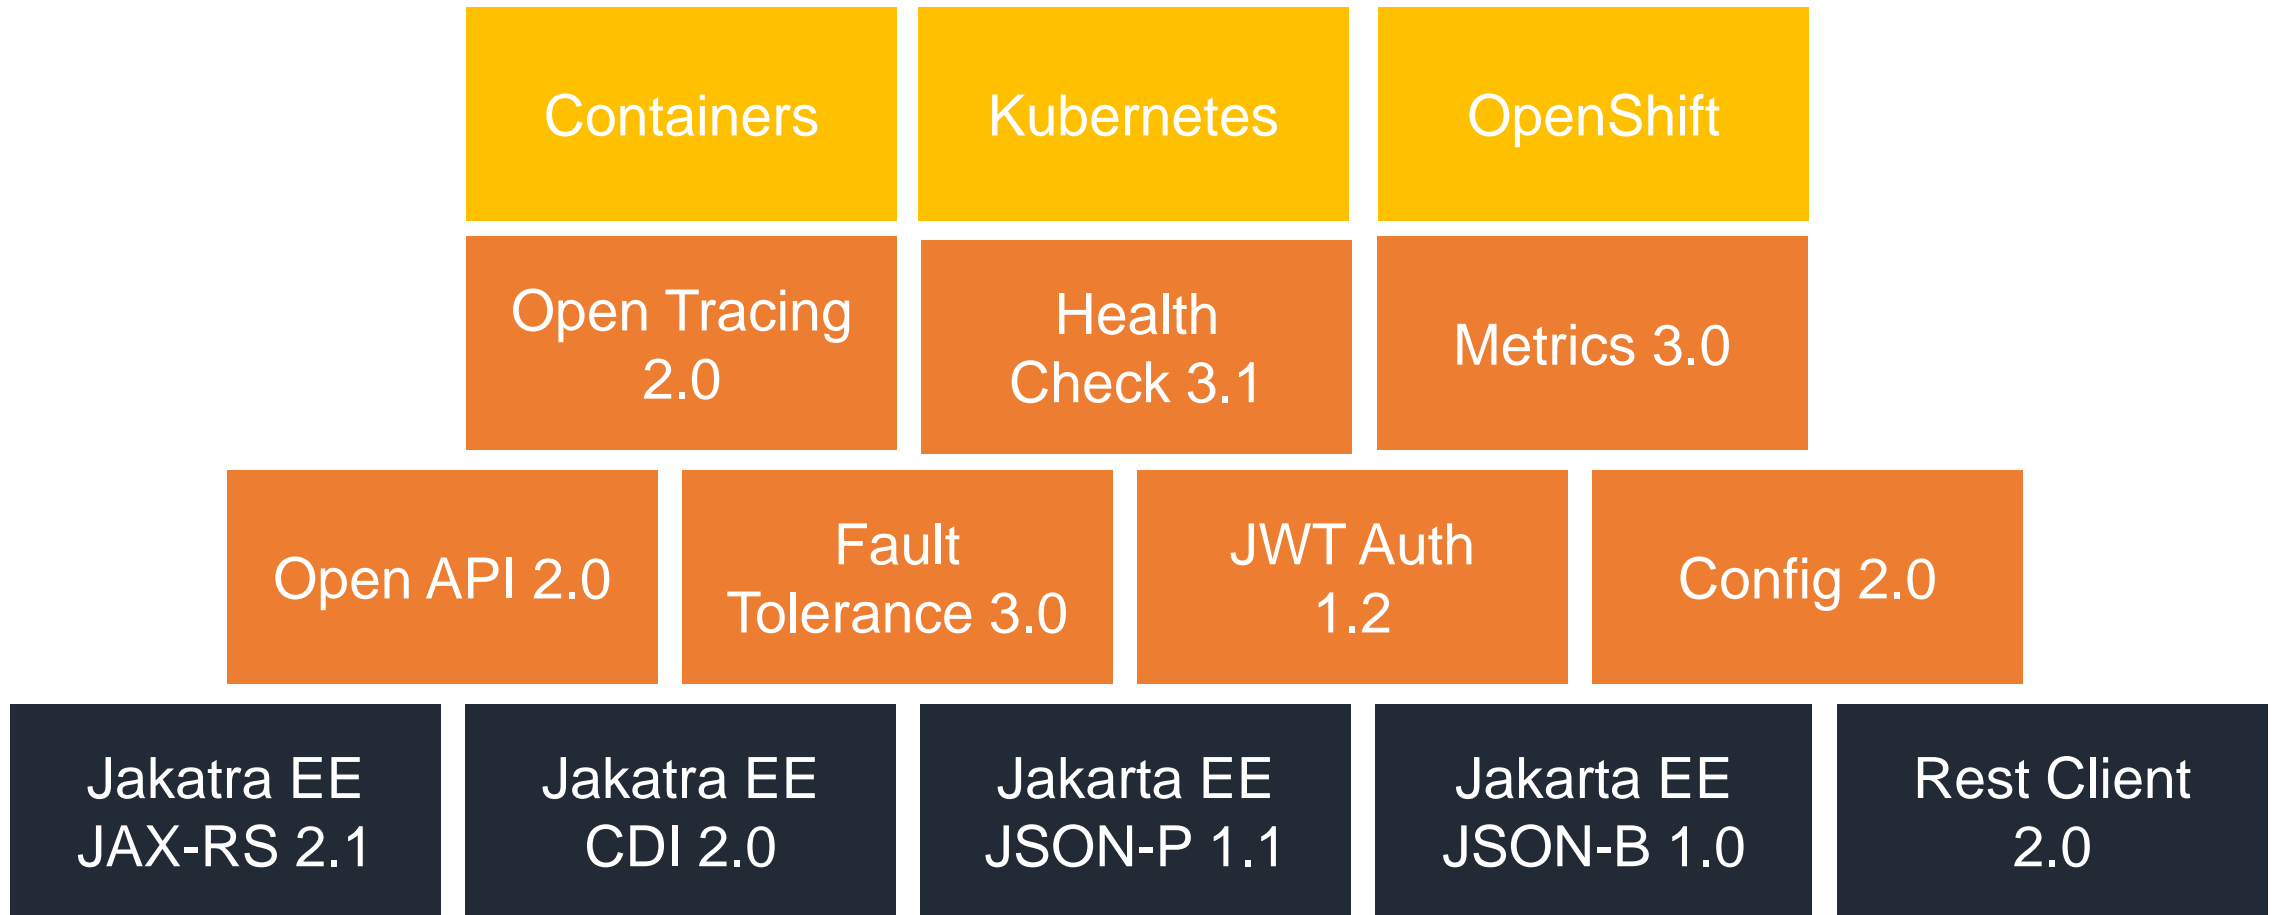 Containers
Kubernetes
OpenShift
Open Tracing
2.0
Health
Check 3.1
Metrics 3.0
Open API 2.0
Fault
Tolerance 3.0
JWT Auth
1.2
Config 2.0
Jakatra EE
JAX-RS 2.1
Jakatra EE
CDI 2.0
Jakarta EE
JSON-P 1.1
Jakarta EE
JSON-B 1.0
Rest Client
2.0